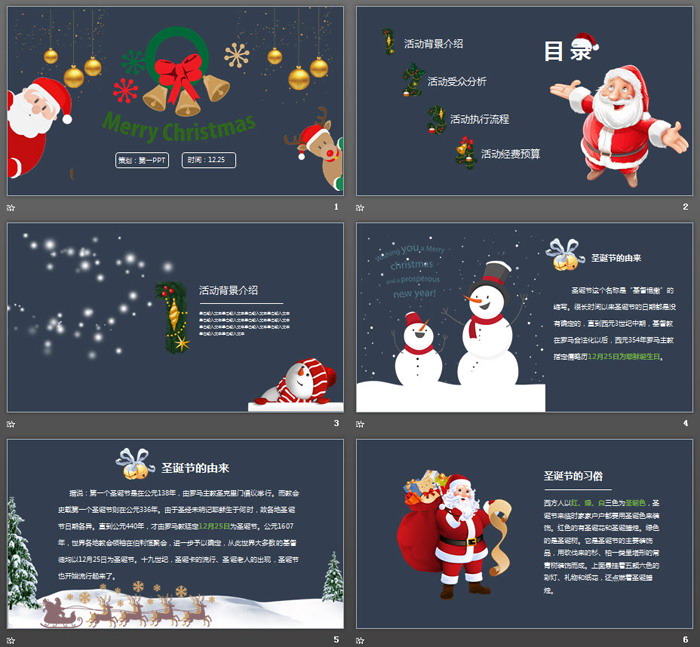 Merry Christmas
策划：第一PPT
时间：12.25
1
目录
活动背景介绍
活动受众分析
活动执行流程
活动经费预算
2
活动背景介绍
3
Wishing you a Merry
christmas
and a prosperous
new year!
圣诞节的由来
圣诞节这个名称是“基督弥撒”的
缩写。很长时间以来圣诞节的日期都是没
有确定的，直到西元3世纪中期，基督教
在罗马合法化以后，西元354年罗马主教
指定儒略历12月25日为耶稣诞生日。
4
圣诞节的由来
据说：第一个圣诞节是在公元138年，由罗马主教圣克里门倡议举行。而教会
史载第一个圣诞节则在公元336年。由于圣经未明记耶稣生于何时，故各地圣诞
节日期各异。直到公元440年，才由罗马教廷定12月25日为圣诞节。公元1607
年，世界各地教会领袖在伯利恒聚会，进一步予以确定，从此世界大多数的基督
徒均以12月25日为圣诞节。十九世纪，圣诞卡的流行、圣诞老人的出现，圣诞节
也开始流行起来了。
5
圣诞节的习俗
西方人以红、绿、白三色为圣诞色，圣
诞节来临时家家户户都要用圣诞色来装
饰。红色的有圣诞花和圣诞蜡烛。绿色
的是圣诞树。它是圣诞节的主要装饰
品，用砍伐来的杉、柏一类呈塔形的常
青树装饰而成。上面悬挂着五颜六色的
彩灯、礼物和纸花，还点燃着圣诞蜡
烛。
6